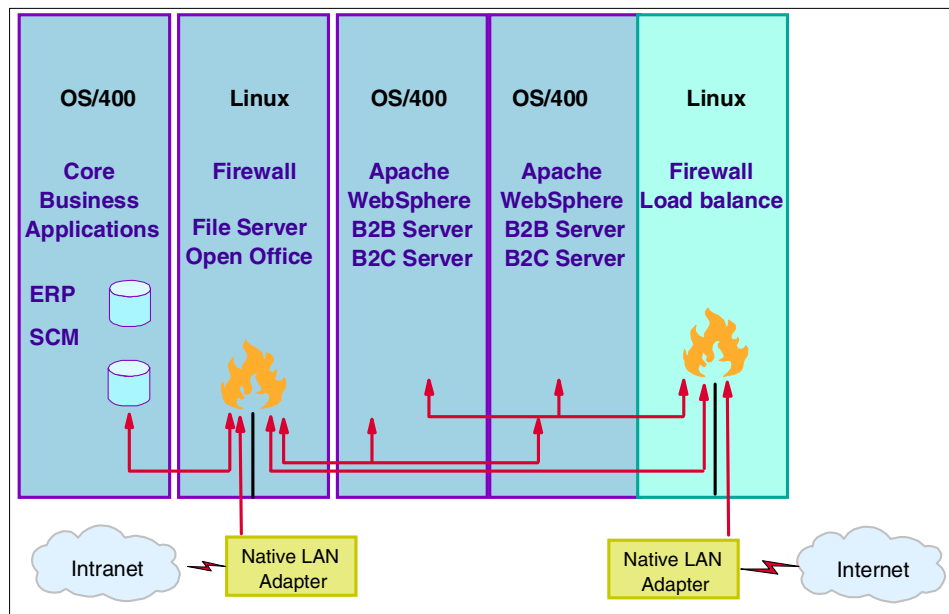 OS/400
Core
Business
Applications
ERP
SCM
Linux
Firewall
File Server
Open Office
OS/400
Apache
WebSphere
B2B Server
B2C Server
OS/400
Apache
WebSphere
B2B Server
B2C Server
Linux
Firewall
Load balance
Intranet
Native LAN
Adapter
Native LAN
Adapter
Internet